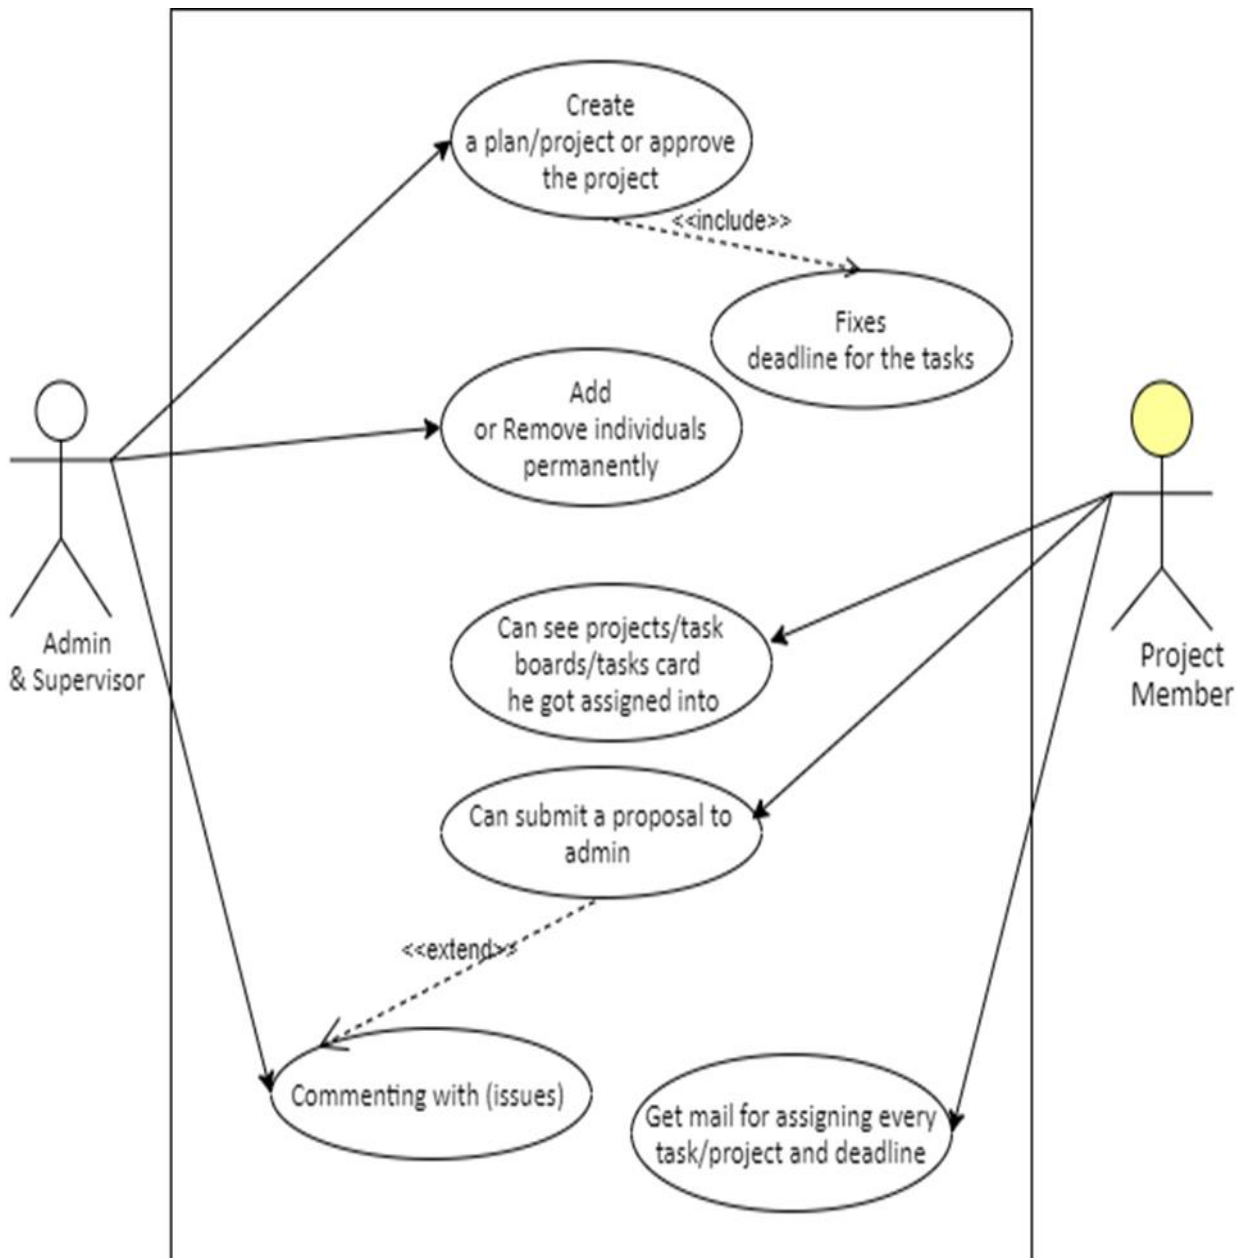 Create
a plan/project or approve
the project
<<include>>
Fixes
deadline for the tasks
Add
or Remove individuals
permanently
Admin
& Supervisor
Can see projects/task
boards/tasks card
he got assigned into
Project
Member
Can submit a proposal to
admin
<<extend>>
Commenting with (issues)
Get mail for assigning every
task/project and deadline